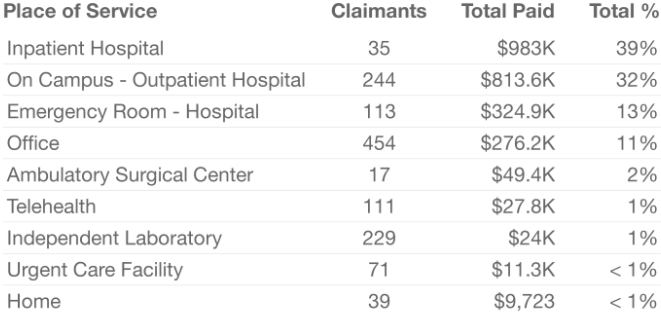 Place of Service Claimants Total Paid Total %
Inpatient Hospital 35 $983K 39%
On Campus - Outpatient Hospital 244 $813.6K 32%
Emergency Room - Hospital 113 $324.9K 13%
Office 454 $276.2K 11%
Ambulatory Surgical Center 17 $49.4K 2%
Telehealth 111 $27.8K 1%
Independent Laboratory 229 $24K 1%
Urgent Care Facility 71 $11.3K < 1%
Home 39 $9,723 < 1%